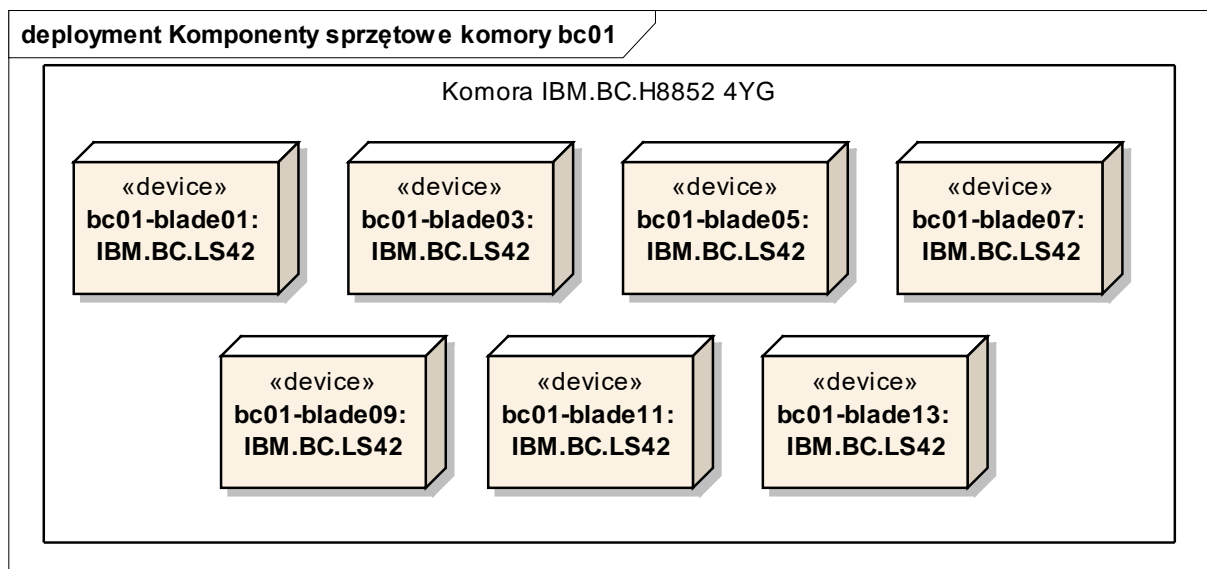 deployment Komponenty sprzętowe komory bc01
Komora IBM.BC.H8852 4YG
«device» «device» «device» «device»
bc01-blade01: bc01-blade03: bc01-blade05: bc01-blade07:
IBM.BC.LS42 IBM.BC.LS42 IBM.BC.LS42 IBM.BC.LS42
«device» «device» «device»
bc01-blade09: bc01-blade11: bc01-blade13:
IBM.BC.LS42 IBM.BC.LS42 IBM.BC.LS42